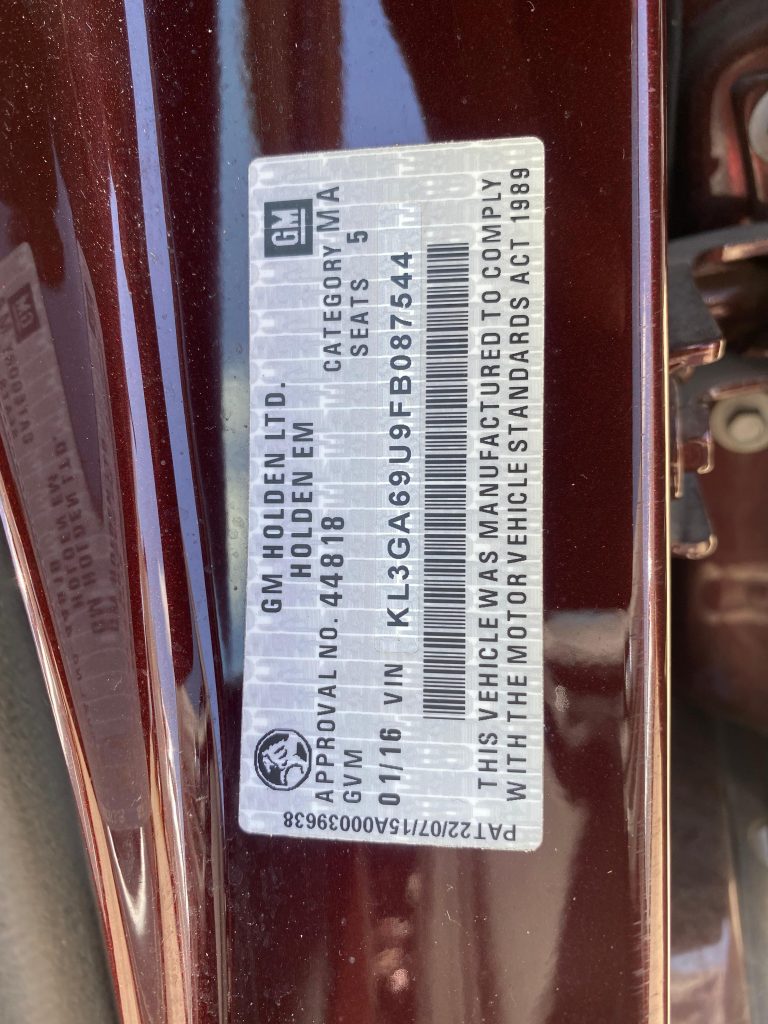 GM
GM HOLDEN LTD.
HOLDEN EM
APPROVAL NO. 44818 CATEGORY MA
GVM SEATS 5
01/16 VIN KL3GA69U9FB087544
THIS VEHICLE WAS MANUFACTURED TO COMPLY
WITH THE MOTOR VEHICLE STANDARDS ACT 1989
PAT22/07/15A000039638